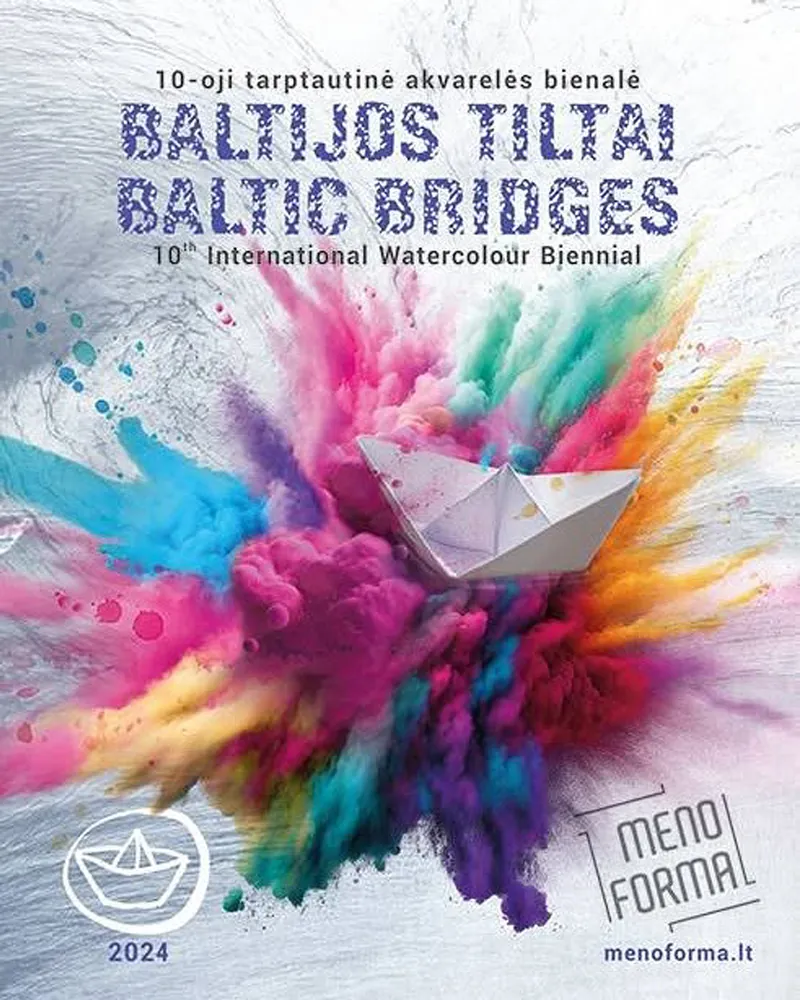 10-oji tarptautinė akvarelės bienalė
BALTIJOS TILTAI
BALTIC BRIDGES
10th International Watercolour Biennial
MENO
FORMA
2024
menoforma.lt